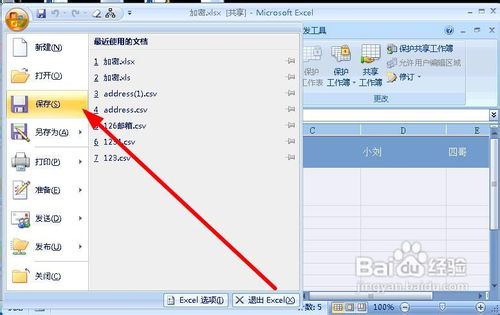 加密.xlsx [共享] - Microsoft Excel
新建(N)
打开(O)
保存(S)
另存为(A)
打印(P)
准备(E)
发送(D)
发布(U)
关闭(C)
最近使用的文档
1 加密.xlsx
2 加密.xls
3 address(1).csv
4 address.csv
5 126邮箱.csv
6 1234.csv
7 123.csv
Excel 选项(I)
退出 Excel(X)
发工具
保护 工作表
保护 工作簿
共享 工作簿
保护共享工作簿
允许用户编辑区域
修订
更改
C D E
小刘 四哥
计数: 5
100%
Baidu 经验
jingyan.baidu.com